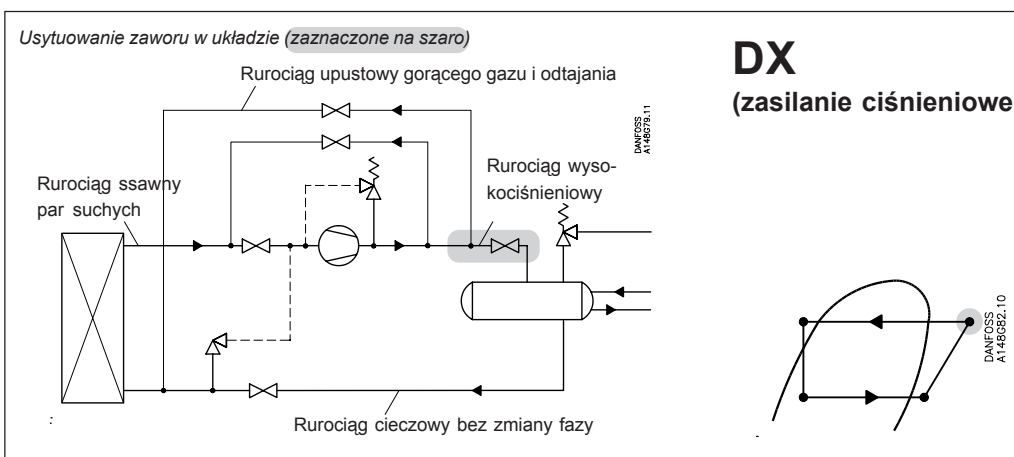 Usytuowanie zaworu w układzie (zaznaczone na szaro)
DX
(zasilanie ciśnieniowe
Rurociąg upustowy gorącego gazu i odtajania
DANFOSS
A148G79.11
Rurociąg wyso-
kociśnieniowy
Rurociąg ssawny
par suchych
DANFOSS
A148G82.10
Rurociąg cieczowy bez zmiany fazy
: